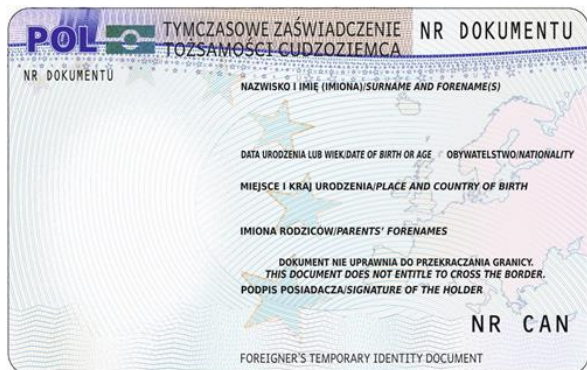 POL
TYMCZASOWE ZAŚWIADCZENIE
TOŻSAMOŚCI CUDZOZIEMCA
NR DOKUMENTU
NR DOKUMENTU
NAZWISKO I IMIĘ (IMIONA)/SURNAME AND FORENAME(S)
DATA URODZENIA LUB WIEK/DATE OF BIRTH OR AGE
OBYWATELSTWO/NATIONALITY
MIEJSCE I KRAJ URODZENIA/PLACE AND COUNTRY OF BIRTH
IMIONA RODZICÓW/PARENTS' FORENAMES
DOKUMENT NIE UPRAWNIA DO PRZEKRACZANIA GRANICY.
THIS DOCUMENT DOES NOT ENTITLE TO CROSS THE BORDER.
PODPIS POSIADACZA/SIGNATURE OF THE HOLDER
NR CAN
FOREIGNER'S TEMPORARY IDENTITY DOCUMENT